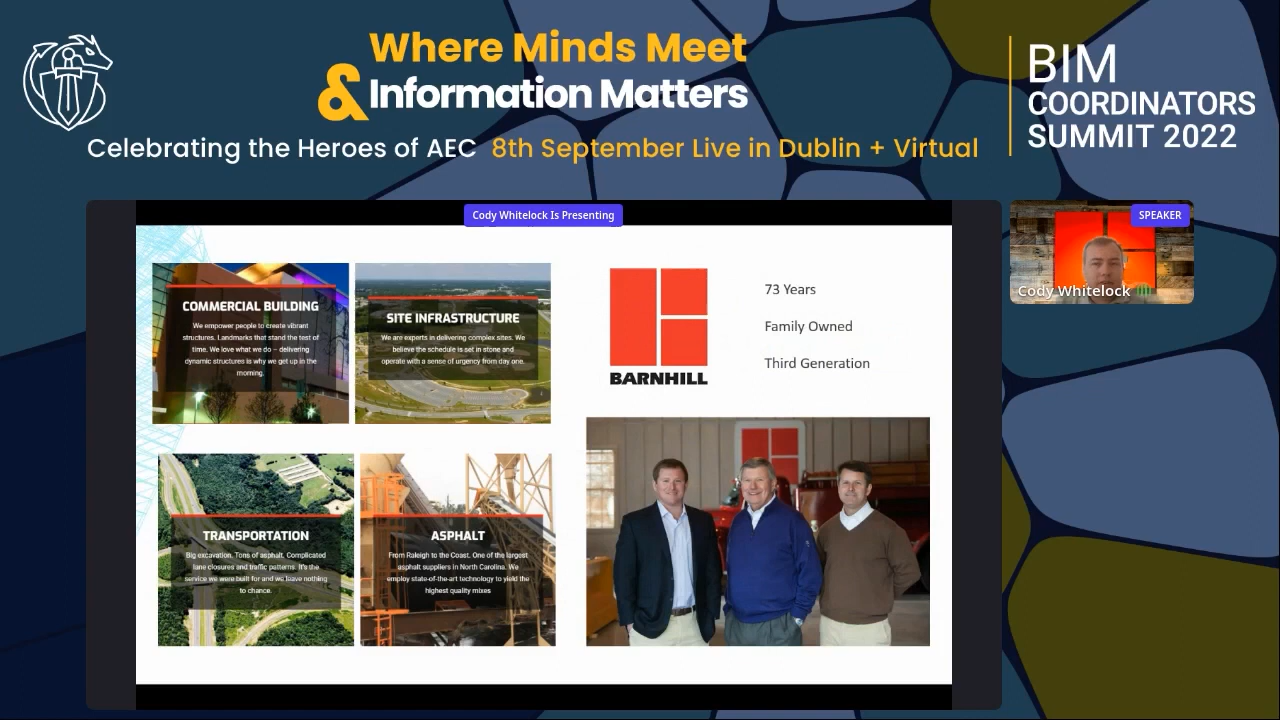 Where Minds Meet
& Information Matters
Celebrating the Heroes of AEC 8th September Live in Dublin + Virtual
BIM
COORDINATORS
SUMMIT 2022
Cody Whitelock Is Presenting
SPEAKER
Cody Whitelock
COMMERCIAL BUILDING
We empower people to create vibrant
structures. Landmarks that stand the test of
time. We love what we do – delivering
dynamic structures is why we get up in the
morning.
SITE INFRASTRUCTURE
We are experts in delivering complex sites. We
believe the schedule is set in stone and
operate with a sense of urgency from day one.
BARNHILL
73 Years
Family Owned
Third Generation
TRANSPORTATION
Big excavation. Tons of asphalt. Complicated
lane closures and traffic patterns. It's the
service we were built for and we leave nothing
to chance.
ASPHALT
From Raleigh to the Coast. One of the largest
asphalt suppliers in North Carolina. We
employ state-of-the-art technology to yield the
highest quality mixes